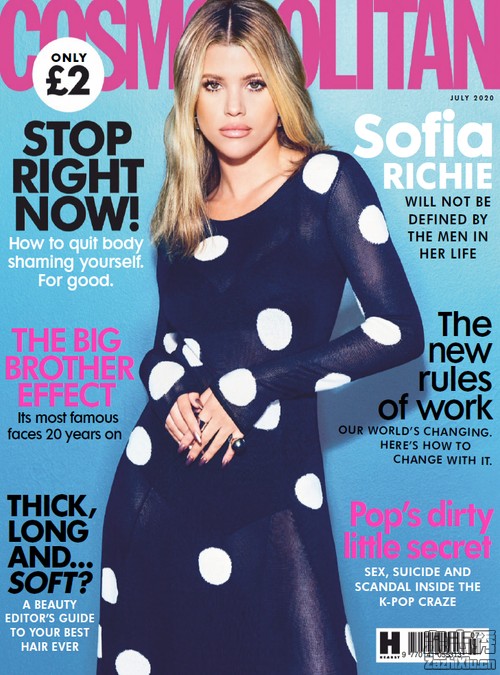 COSMOPOLITAN
ONLY
£2
JULY 2020
STOP
RIGHT
NOW!
How to quit body
shaming yourself.
For good.
Sofia
RICHIE
WILL NOT BE
DEFINED BY
THE MEN IN
HER LIFE
THE BIG
BROTHER
EFFECT
Its most famous
faces 20 years on
The
new
rules
of work
OUR WORLD'S CHANGING.
HERE'S HOW TO
CHANGE WITH IT.
THICK,
LONG
AND...
SOFT?
A BEAUTY
EDITOR'S GUIDE
TO YOUR BEST
HAIR EVER
Pop's dirty
little secret
SEX, SUICIDE AND
SCANDAL INSIDE THE
K-POP CRAZE
H
HEARST
ZaZhiXiu.cn